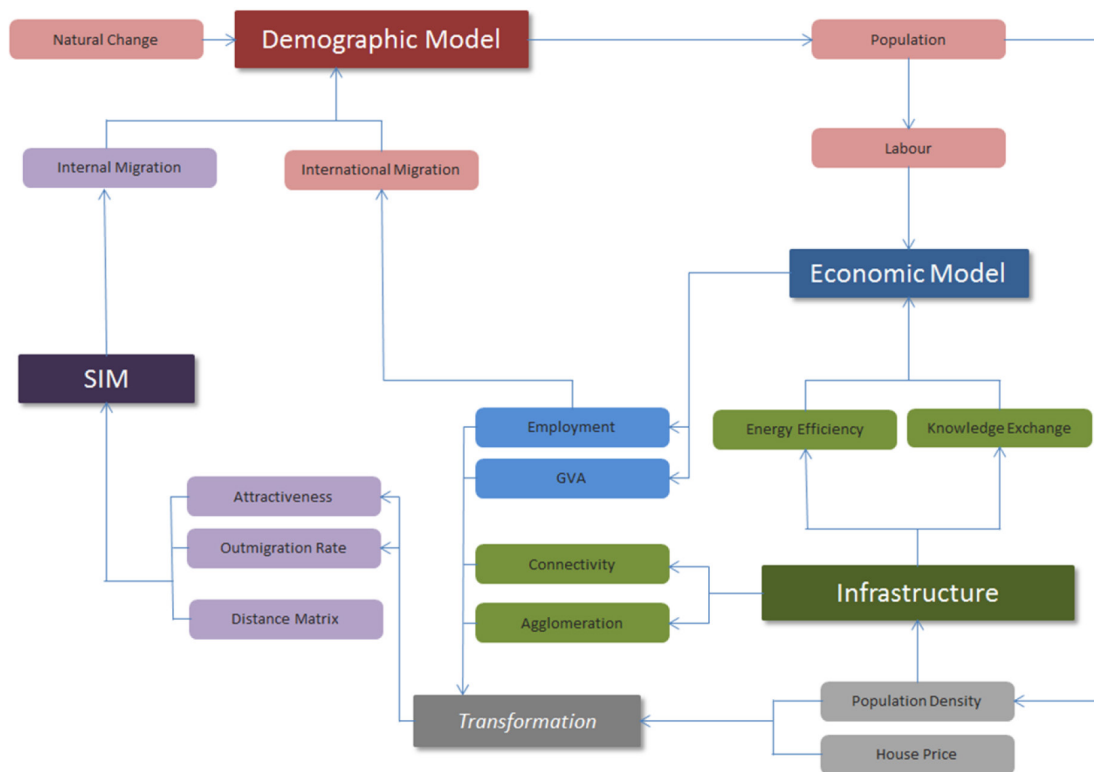 Natural Change
Demographic Model
Population
Internal Migration
International Migration
Labour
Economic Model
SIM
Employment
Energy Efficiency
Knowledge Exchange
GVA
Attractiveness
Outmigration Rate
Connectivity
Infrastructure
Distance Matrix
Agglomeration
Transformation
Population Density
House Price